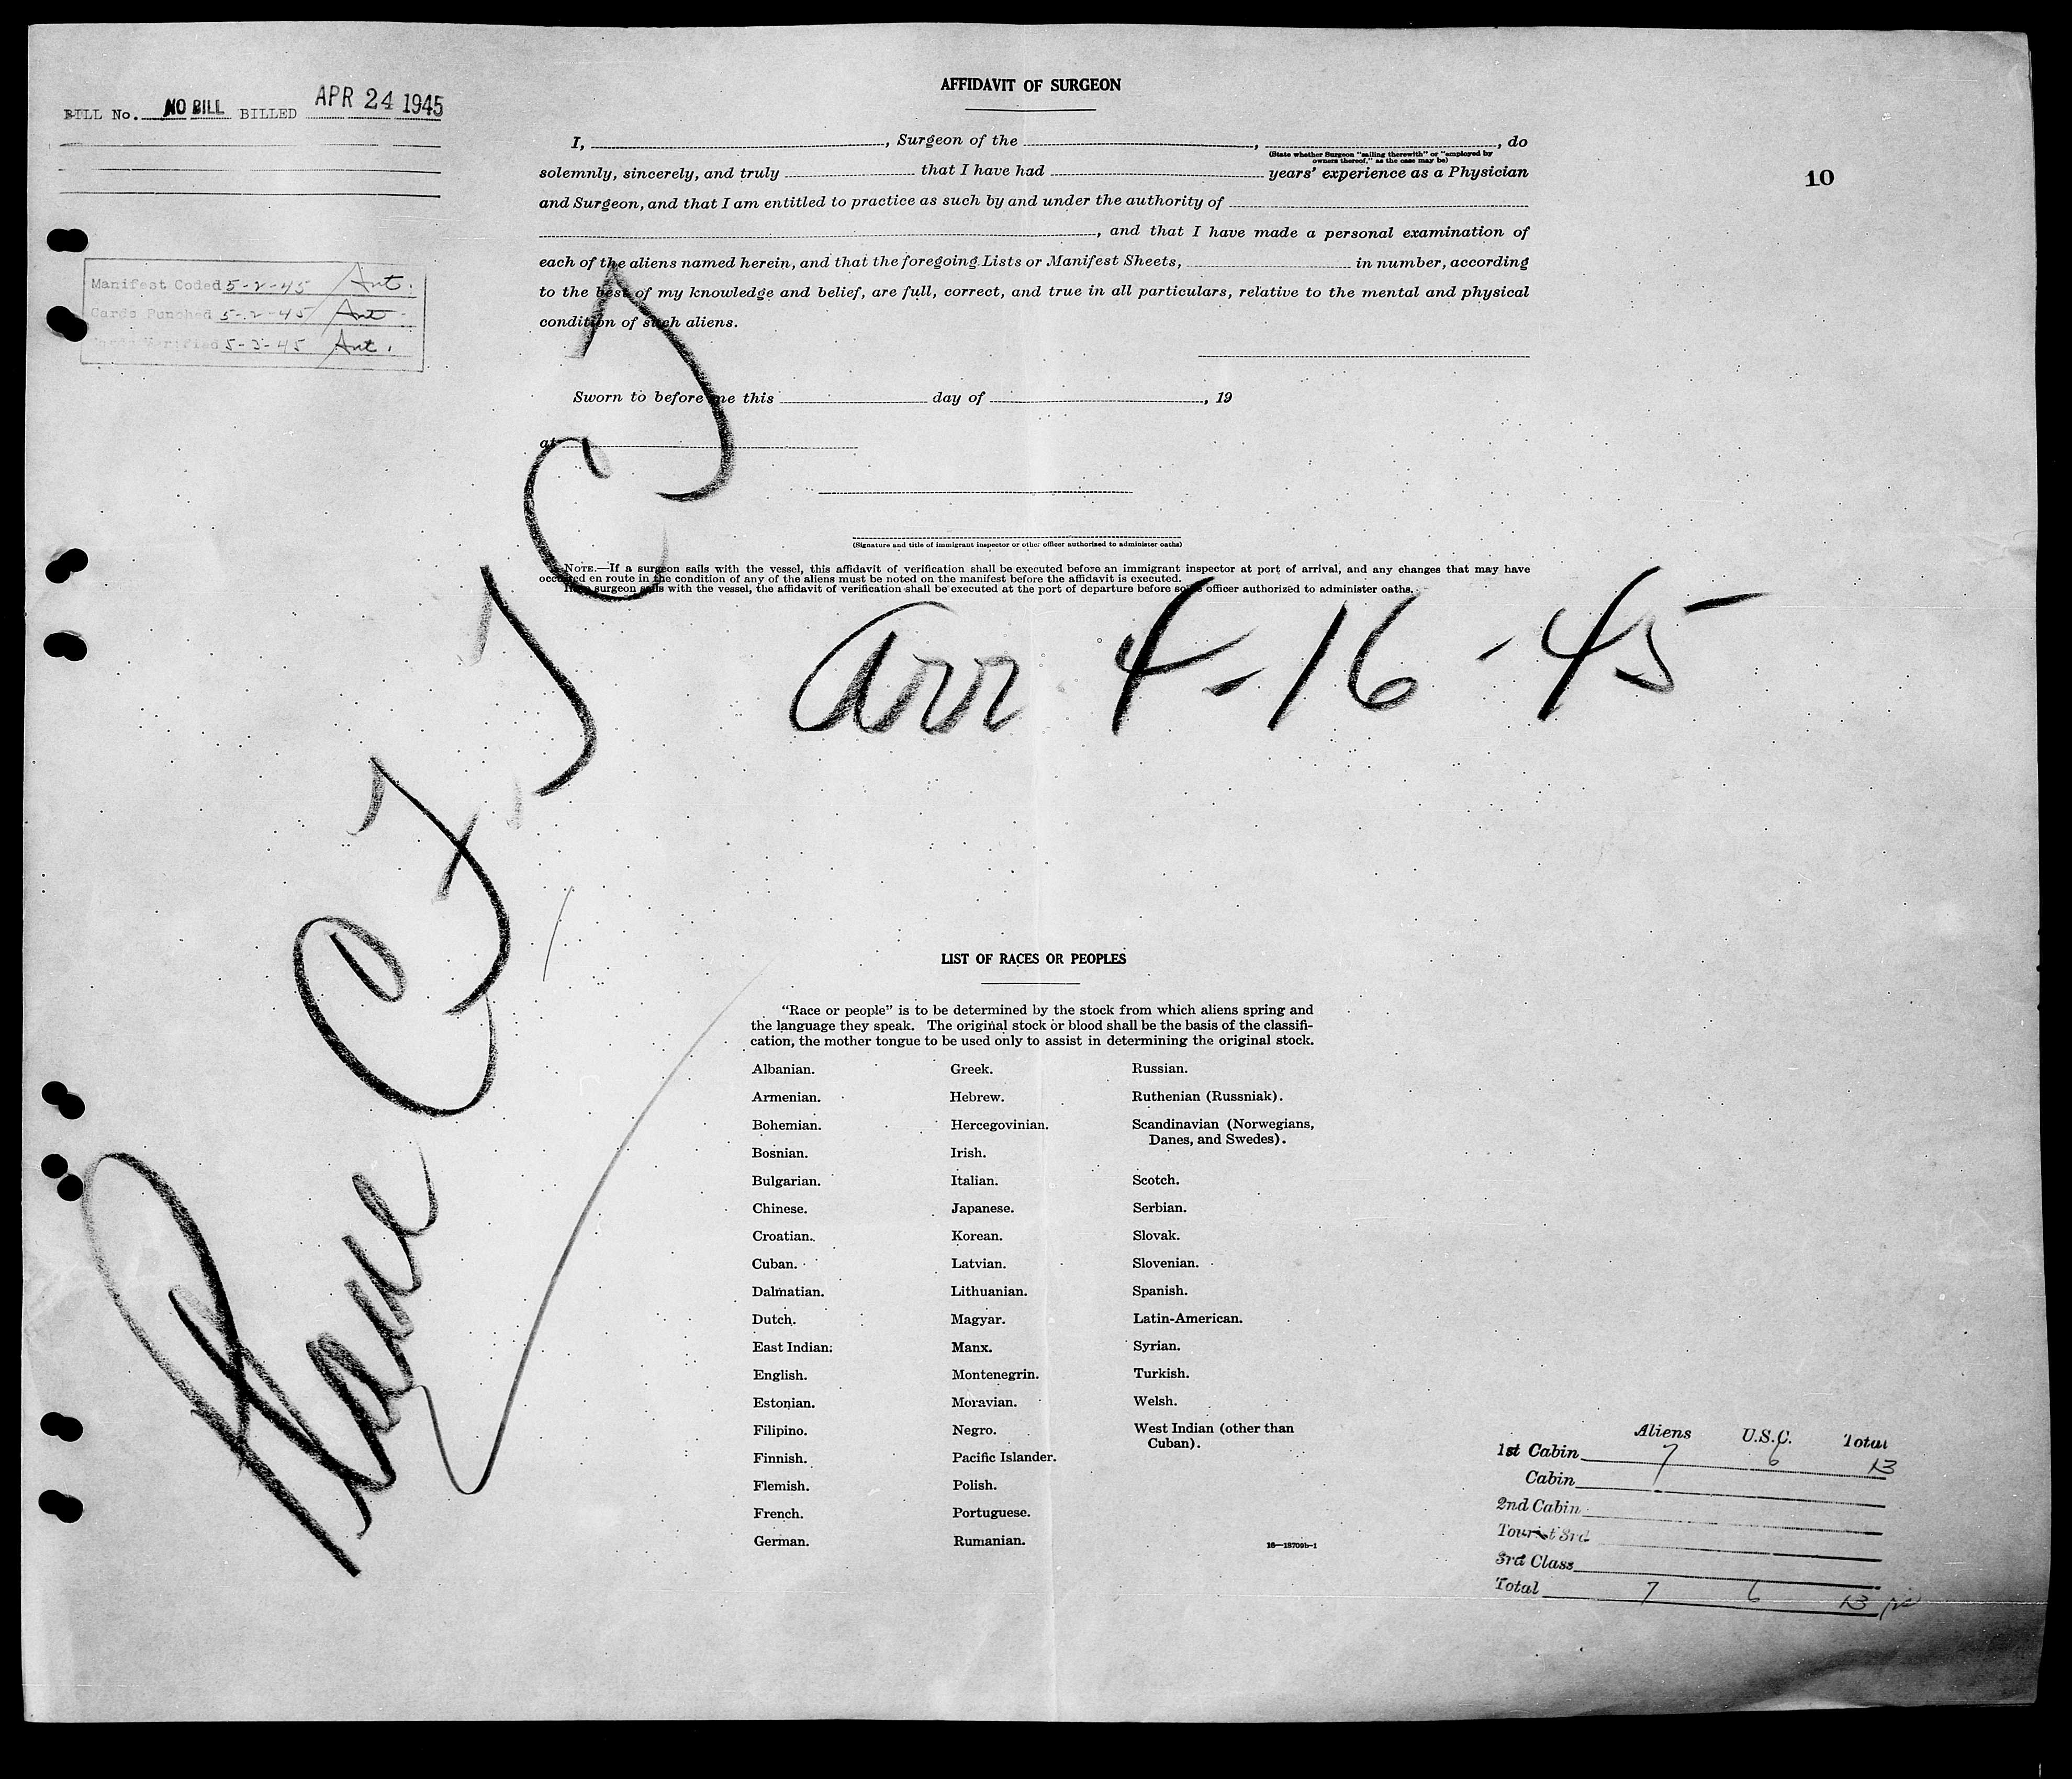 AFFIDAVIT OF SURGEON
BILL No. NO BILL BILLED APR 24 1945
I, , Surgeon of the , , do
(State whether Surgeon "sailing therewith" or "employed by
owners thereof," as the case may be)
solemnly, sincerely, and truly that I have had years' experience as a Physician
10
and Surgeon, and that I am entitled to practice as such by and under the authority of
, and that I have made a personal examination of
each of the aliens named herein, and that the foregoing Lists or Manifest Sheets, in number, according
to the best of my knowledge and belief, are full, correct, and true in all particulars, relative to the mental and physical
condition of such aliens.
Manifest Coded 5-2-45 Ant.
Cards Punched 5-2-45 Ant
Verified 5-3-45 Ant.
Sworn to before me this day of , 19
at
(Signature and title of immigrant inspector or other officer authorized to administer oaths)
NOTE.—If a surgeon sails with the vessel, this affidavit of verification shall be executed before an immigrant inspector at port of arrival, and any changes that may have
occurred en route in the condition of any of the aliens must be noted on the manifest before the affidavit is executed.
If no surgeon sails with the vessel, the affidavit of verification shall be executed at the port of departure before some officer authorized to administer oaths.
arr 4-16-45
Plane
LIST OF RACES OR PEOPLES
"Race or people" is to be determined by the stock from which aliens spring and
the language they speak. The original stock or blood shall be the basis of the classifi-
cation, the mother tongue to be used only to assist in determining the original stock.
Albanian.
Armenian.
Bohemian.
Bosnian.
Bulgarian.
Chinese.
Croatian.
Cuban.
Dalmatian.
Dutch.
East Indian.
English.
Estonian.
Filipino.
Finnish.
Flemish.
French.
German.
Greek.
Hebrew.
Hercegovinian.
Irish.
Italian.
Japanese.
Korean.
Latvian.
Lithuanian.
Magyar.
Manx.
Montenegrin.
Moravian.
Negro.
Pacific Islander.
Polish.
Portuguese.
Rumanian.
Russian.
Ruthenian (Russniak).
Scandinavian (Norwegians,
Danes, and Swedes).
Scotch.
Serbian.
Slovak.
Slovenian.
Spanish.
Latin-American.
Syrian.
Turkish.
Welsh.
West Indian (other than
Cuban).
16—18709b-1
Aliens U.S.C. Total
1st Cabin 7 6 13
Cabin
2nd Cabin
Tourist 3rd
3rd Class
Total 7 6 13